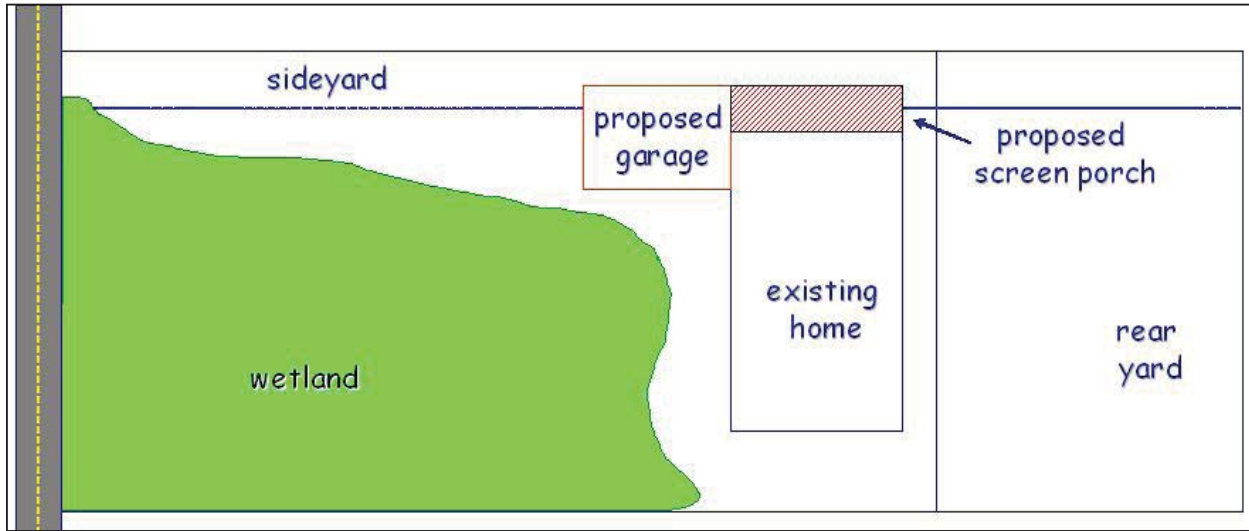 sideyard
proposed
garage
proposed
screen porch
existing
home
rear
yard
wetland